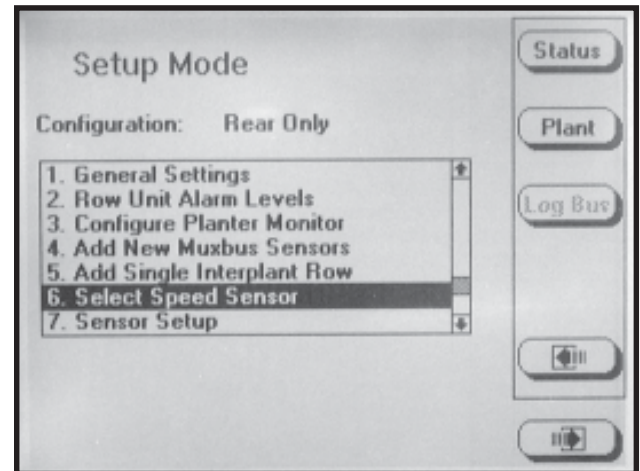 Setup Mode
Configuration: Rear Only
1. General Settings
2. Row Unit Alarm Levels
3. Configure Planter Monitor
4. Add New Muxbus Sensors
5. Add Single Interplant Row
6. Select Speed Sensor
7. Sensor Setup
Status
Plant
Log Bus